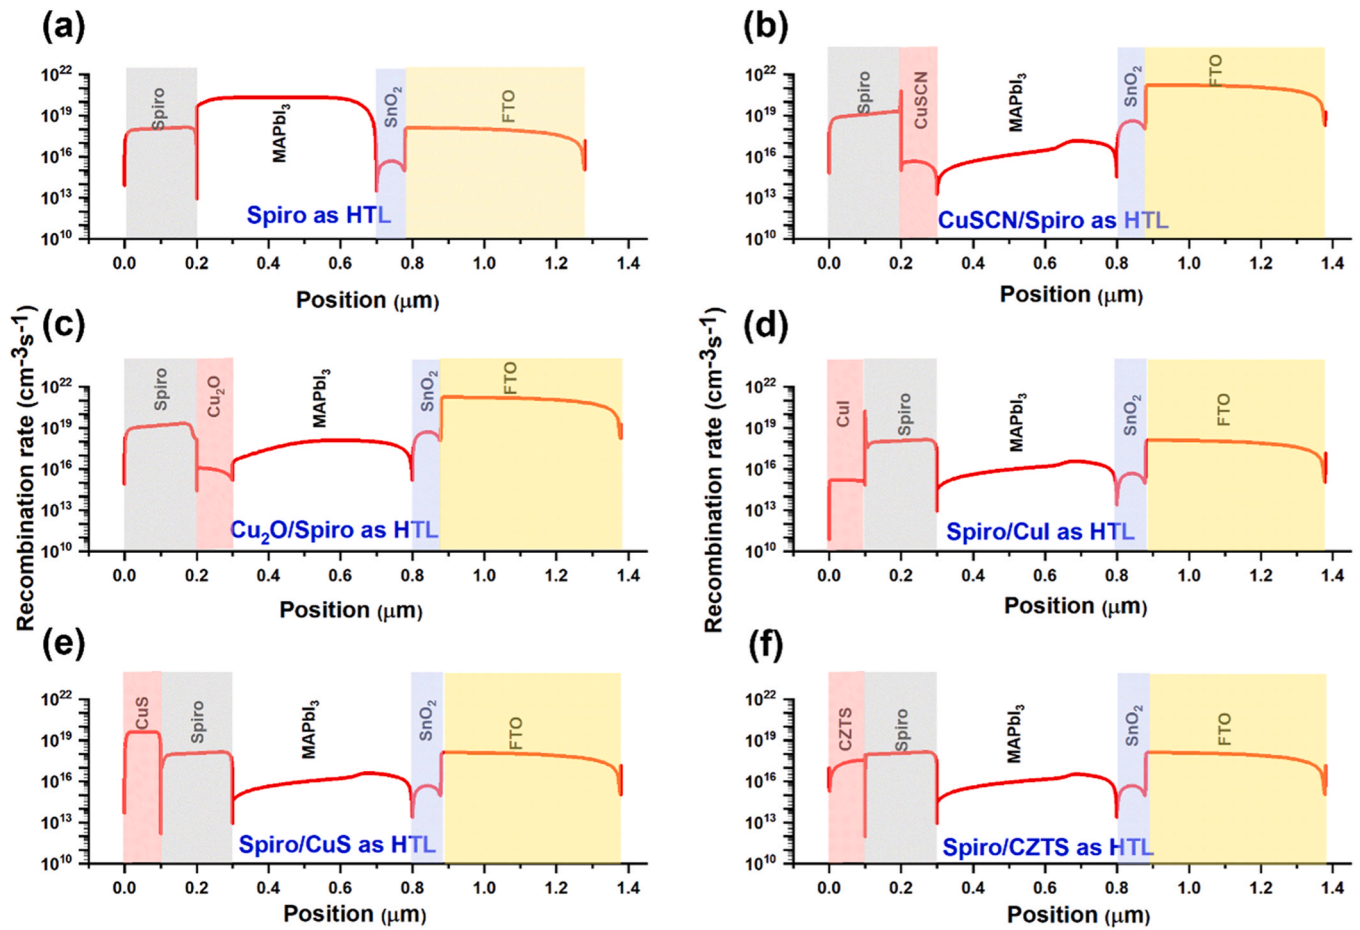 (a)
10²²
10¹⁹
10¹⁶
10¹³
10¹⁰
Spiro
MAPbI₃
SnO₂
FTO
Spiro as HTL
0.0 0.2 0.4 0.6 0.8 1.0 1.2 1.4
Position (μm)
(b)
10²²
10¹⁹
10¹⁶
10¹³
10¹⁰
Spiro
CuSCN
MAPbI₃
SnO₂
FTO
CuSCN/Spiro as HTL
0.0 0.2 0.4 0.6 0.8 1.0 1.2 1.4
Position (μm)
Recombination rate (cm⁻³s⁻¹)
(c)
10²²
10¹⁹
10¹⁶
10¹³
10¹⁰
Spiro
Cu₂O
MAPbI₃
SnO₂
FTO
Cu₂O/Spiro as HTL
0.0 0.2 0.4 0.6 0.8 1.0 1.2 1.4
Position (μm)
Recombination rate (cm⁻³s⁻¹)
(d)
10²²
10¹⁹
10¹⁶
10¹³
10¹⁰
CuI
Spiro
MAPbI₃
SnO₂
FTO
Spiro/CuI as HTL
0.0 0.2 0.4 0.6 0.8 1.0 1.2 1.4
Position (μm)
(e)
10²²
10¹⁹
10¹⁶
10¹³
10¹⁰
CuS
Spiro
MAPbI₃
SnO₂
FTO
Spiro/CuS as HTL
0.0 0.2 0.4 0.6 0.8 1.0 1.2 1.4
Position (μm)
(f)
10²²
10¹⁹
10¹⁶
10¹³
10¹⁰
CZTS
Spiro
MAPbI₃
SnO₂
FTO
Spiro/CZTS as HTL
0.0 0.2 0.4 0.6 0.8 1.0 1.2 1.4
Position (μm)